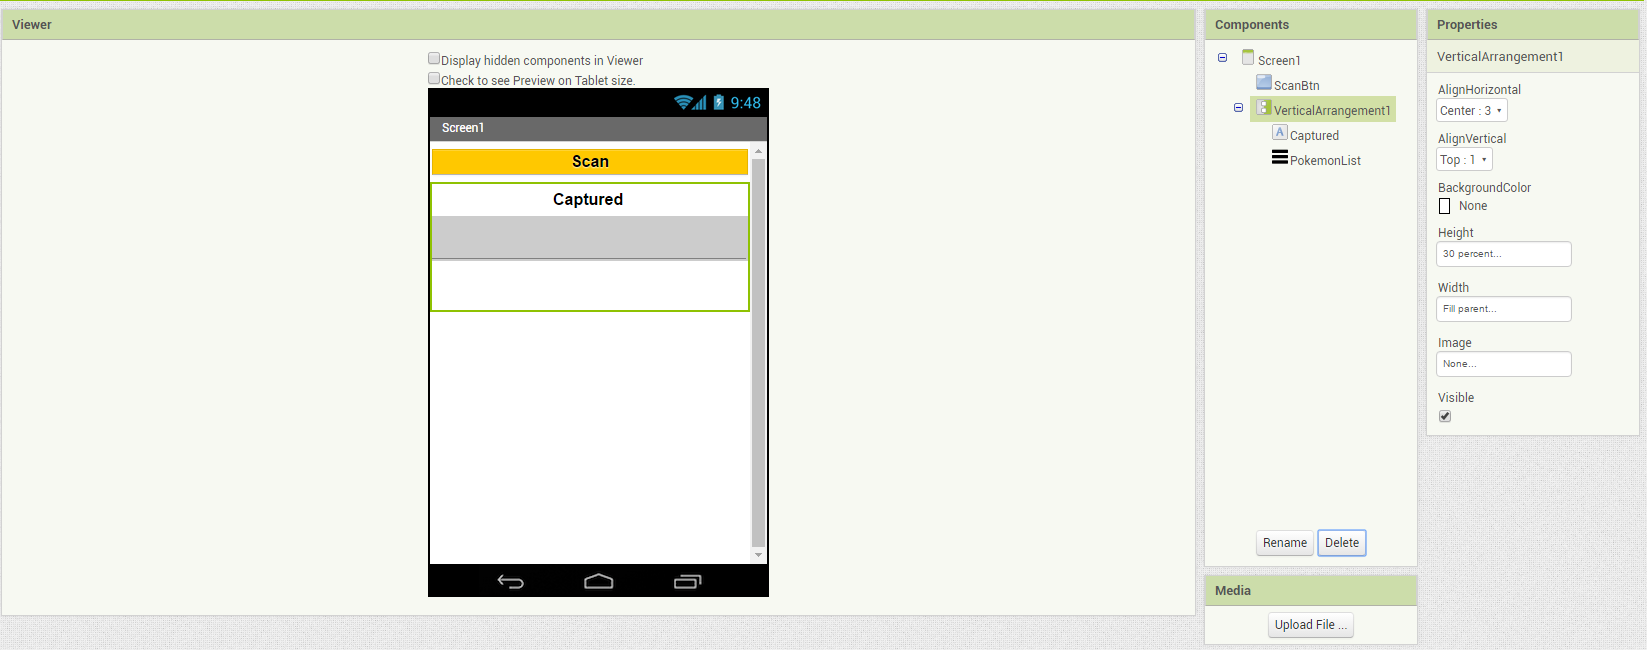 Viewer
Display hidden components in Viewer
Check to see Preview on Tablet size.
9:48
Screen1
Scan
Captured
Components
Screen1
ScanBtn
VerticalArrangement1
A Captured
PokemonList
Rename Delete
Media
Upload File ...
Properties
VerticalArrangement1
AlignHorizontal
Center : 3
AlignVertical
Top : 1
BackgroundColor
None
Height
30 percent...
Width
Fill parent...
Image
None...
Visible